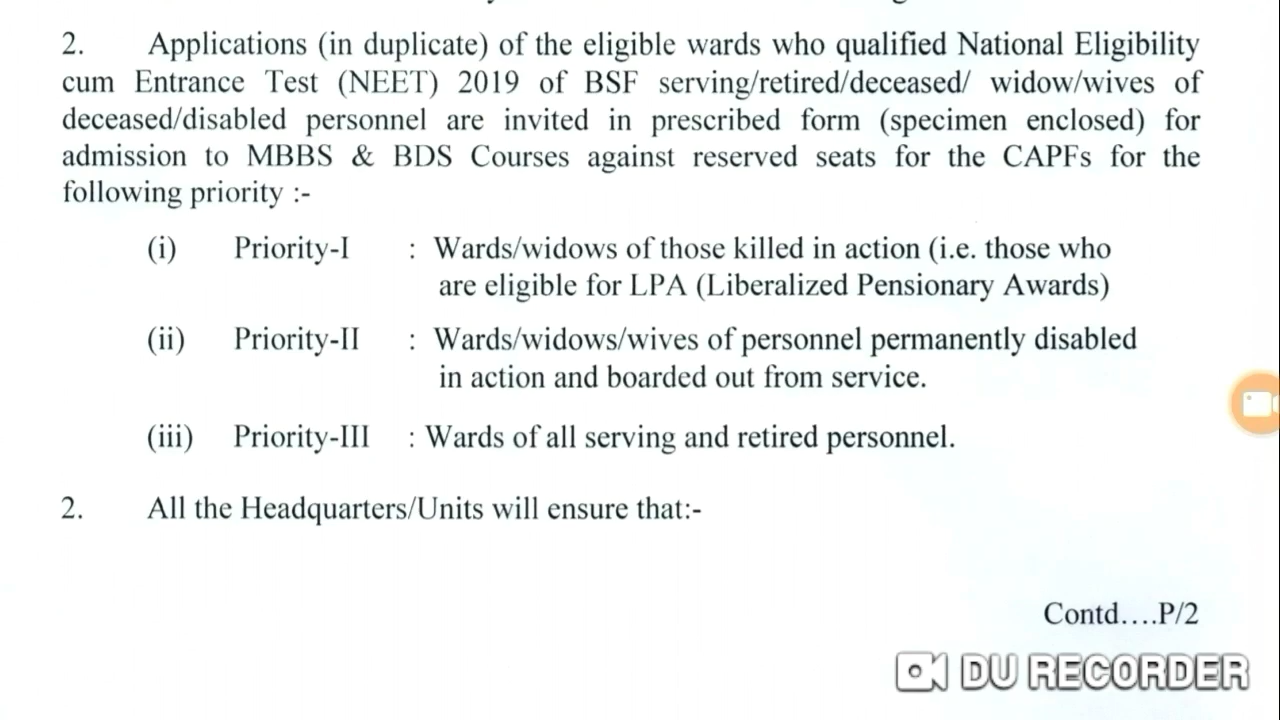 2. Applications (in duplicate) of the eligible wards who qualified National Eligibility
cum Entrance Test (NEET) 2019 of BSF serving/retired/deceased/ widow/wives of
deceased/disabled personnel are invited in prescribed form (specimen enclosed) for
admission to MBBS & BDS Courses against reserved seats for the CAPFs for the
following priority :-
(i) Priority-I : Wards/widows of those killed in action (i.e. those who
are eligible for LPA (Liberalized Pensionary Awards)
(ii) Priority-II : Wards/widows/wives of personnel permanently disabled
in action and boarded out from service.
(iii) Priority-III : Wards of all serving and retired personnel.
2. All the Headquarters/Units will ensure that:-
Contd....P/2
DU RECORDER